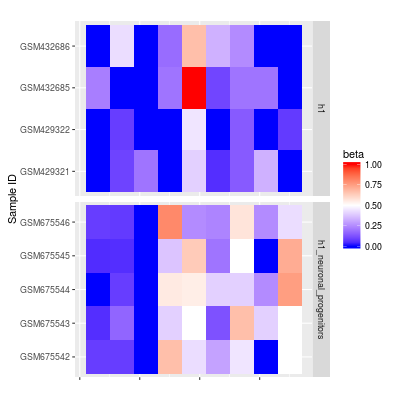 GSM432686
GSM432685
GSM429322
GSM429321
h1
GSM675546
GSM675545
GSM675544
GSM675543
GSM675542
h1_neuronal_progenitors
Sample ID
beta
1.00
0.75
0.50
0.25
0.00